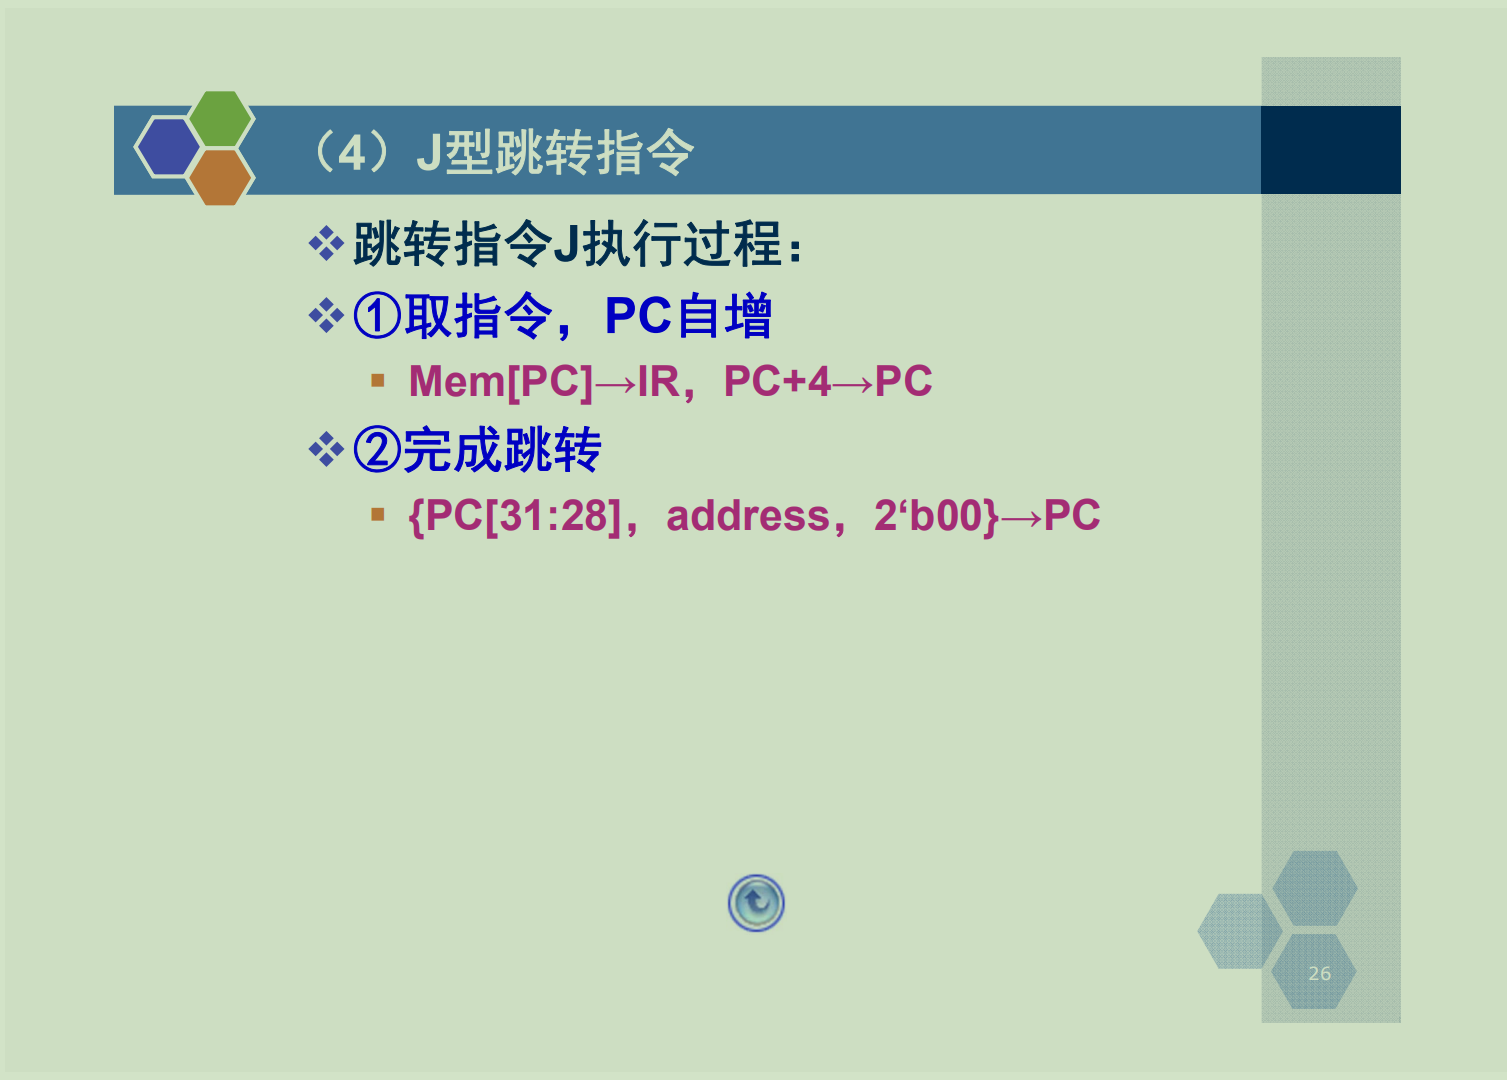 （4）J型跳转指令
跳转指令J执行过程：
①取指令，PC自增
Mem[PC]→IR，PC+4→PC
②完成跳转
{PC[31:28]，address，2‘b00}→PC
26